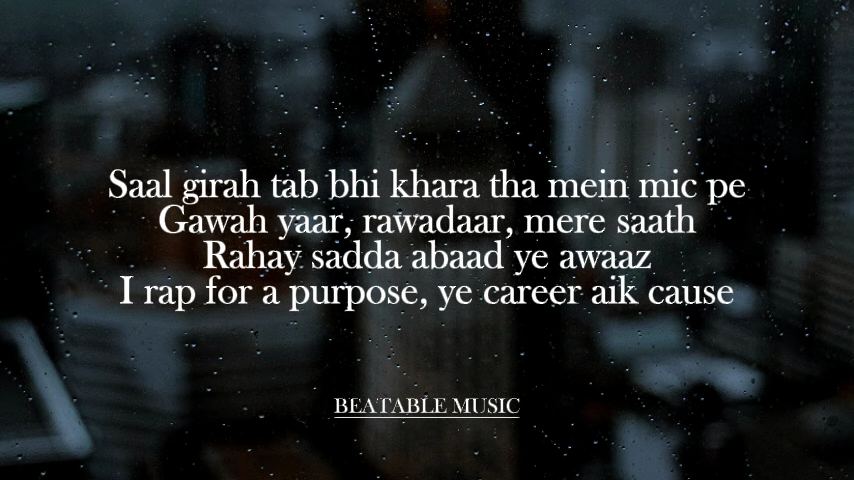 Saal girah tab bhi khara tha mein mic pe
Gawah yaar, rawadaar, mere saath
Rahay sadda abaad ye awaaz
I rap for a purpose, ye career aik cause
BEATABLE MUSIC